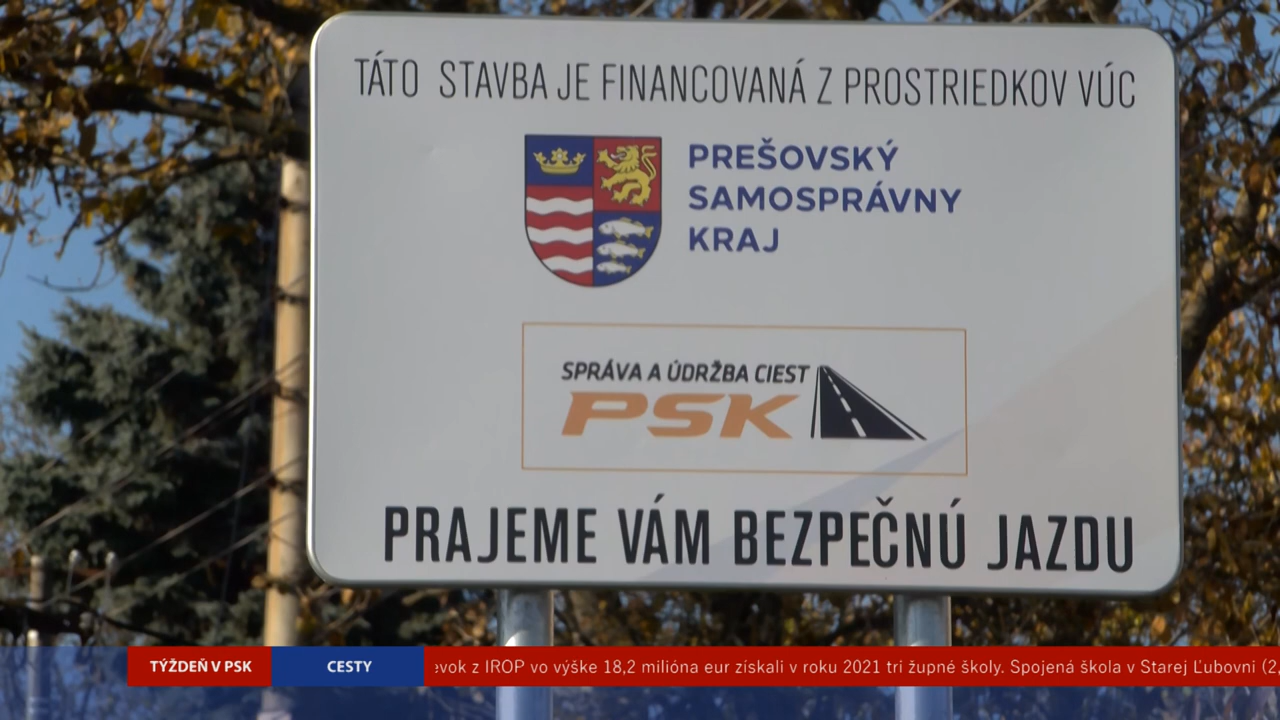 TÁTO STAVBA JE FINANCOVANÁ Z PROSTRIEDKOV VÚC
PREŠOVSKÝ
SAMOSPRÁVNY
KRAJ
SPRÁVA A ÚDRŽBA CIEST
PSK
PRAJEME VÁM BEZPEČNÚ JAZDU
TÝŽDEŇ V PSK
CESTY
evok z IROP vo výške 18,2 milióna eur získali v roku 2021 tri župné školy. Spojená škola v Starej Ľubovni (2,